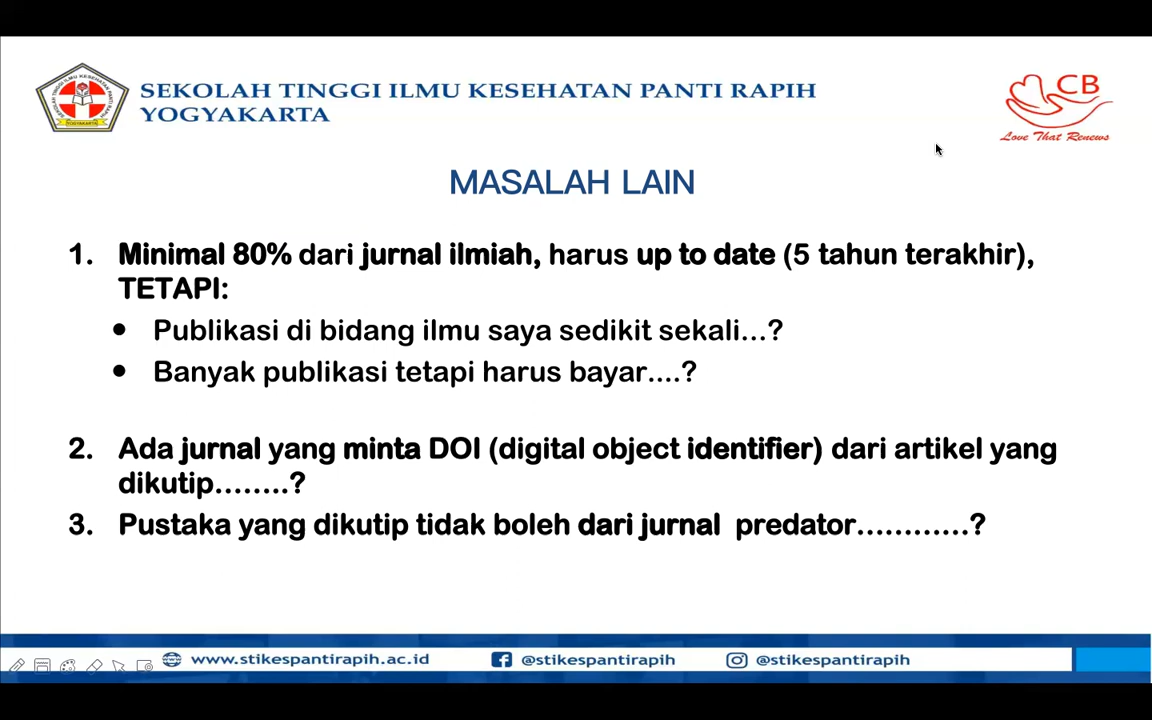 SEKOLAH TINGGI ILMU KESEHATAN PANTI RAPIH
YOGYAKARTA
CB
Love That Renews
MASALAH LAIN
1. Minimal 80% dari jurnal ilmiah, harus up to date (5 tahun terakhir),
TETAPI:
• Publikasi di bidang ilmu saya sedikit sekali...?
• Banyak publikasi tetapi harus bayar....?
2. Ada jurnal yang minta DOI (digital object identifier) dari artikel yang
dikutip........?
3. Pustaka yang dikutip tidak boleh dari jurnal predator............?
www.stikespantirapih.ac.id @stikespantirapih @stikespantirapih